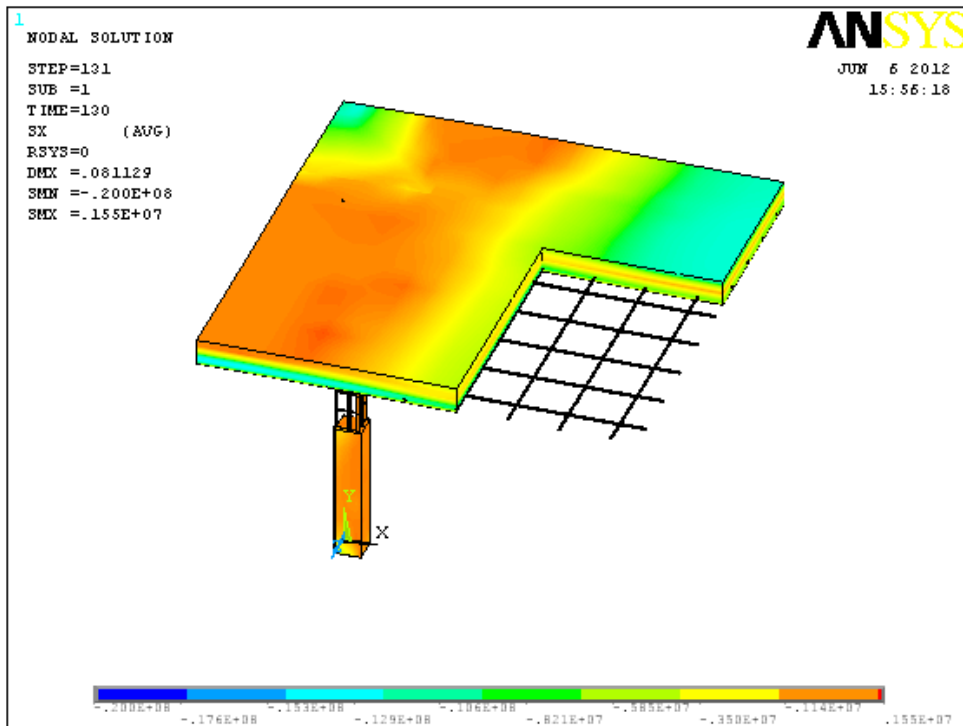 1
NODAL SOLUTION
ANSYS
STEP=131
SUB =1
TIME=130
SX (AVG)
RSYS=0
DMX =.081129
SMN =-.200E+08
SMX =.155E+07
JUN 6 2012
15:56:18
Y
X
-.200E+08 -.153E+08 -.106E+08 -.585E+07 -.114E+07
-.176E+08 -.129E+08 -.821E+07 -.350E+07 .155E+07